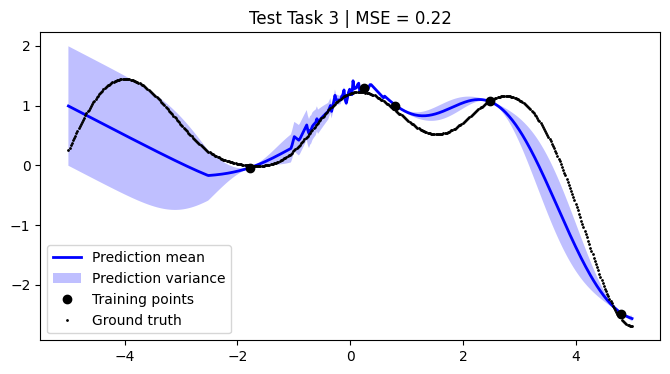 Test Task 3 | MSE = 0.22
2
1
0
−1
−2
Prediction mean
Prediction variance
Training points
Ground truth
−4 −2 0 2 4